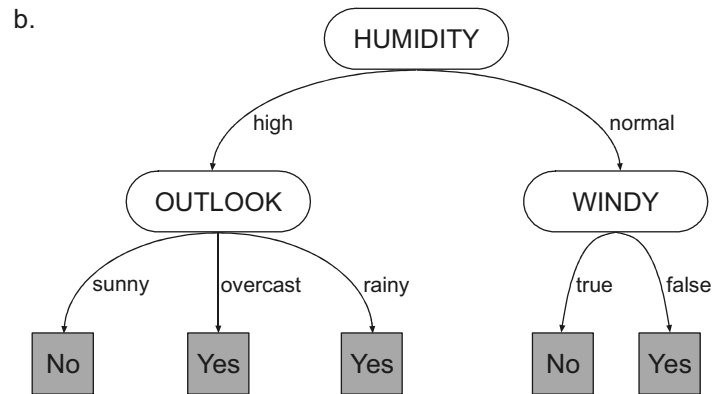 b.
HUMIDITY
high
normal
OUTLOOK
WINDY
sunny
overcast
rainy
true
false
No
Yes
Yes
No
Yes